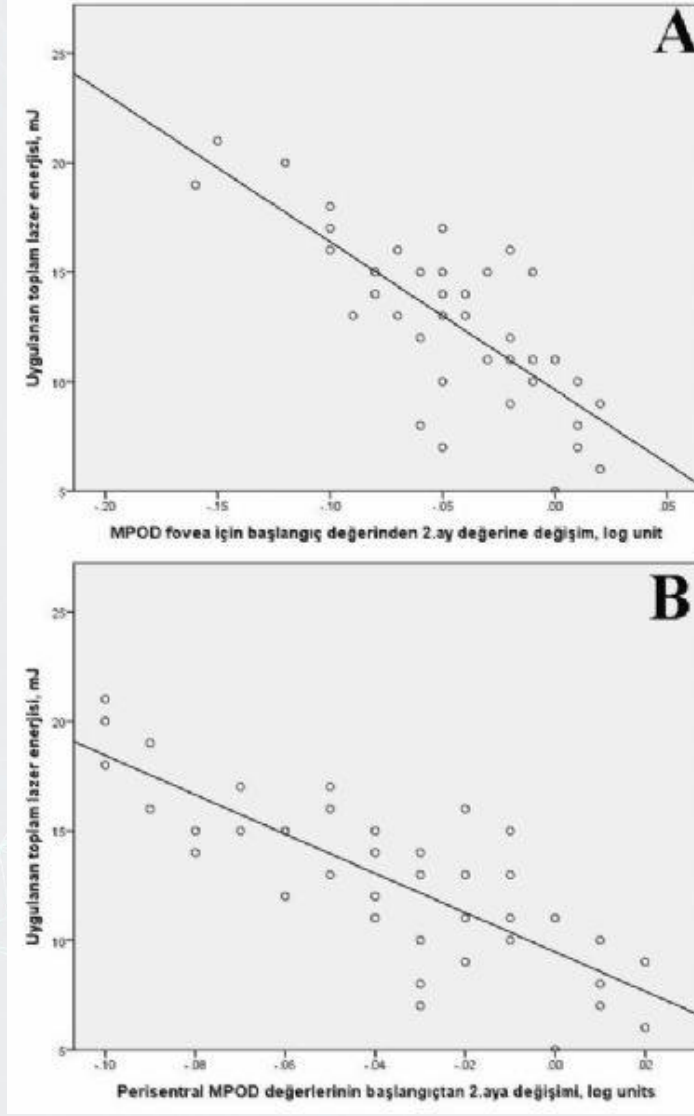 A
Uygulanan toplam lazer enerjisi, mJ
25
20
15
10
5
-.20 -.15 -.10 -.05 .00 .05
MPOD fovea için başlangıç değerinden 2.ay değerine değişim, log unit
B
Uygulanan toplam lazer enerjisi, mJ
25
20
15
10
5
-.10 -.08 -.06 -.04 -.02 .00 .02
Perisentral MPOD değerlerinin başlangıçtan 2.aya değişimi, log units